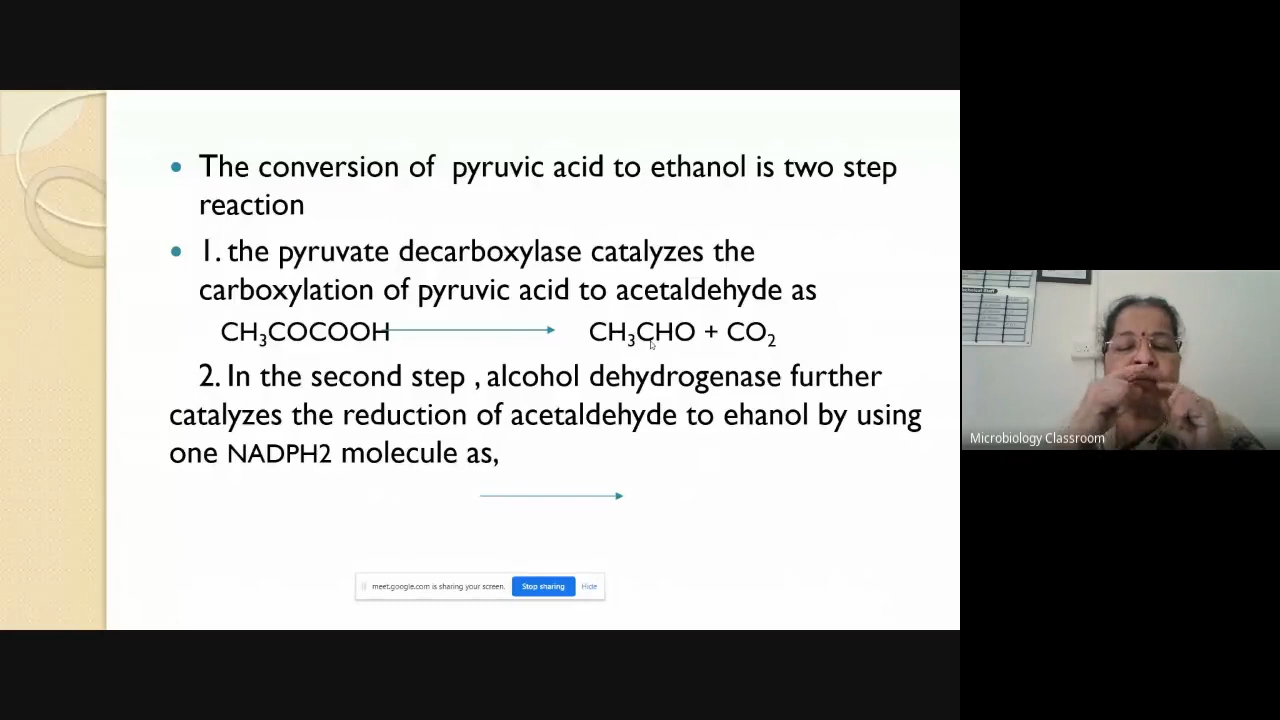 The conversion of pyruvic acid to ethanol is two step
reaction
1. the pyruvate decarboxylase catalyzes the
carboxylation of pyruvic acid to acetaldehyde as
CH₃COCOOH CH₃CHO + CO₂
2. In the second step , alcohol dehydrogenase further
catalyzes the reduction of acetaldehyde to ehanol by using
one NADPH2 molecule as,
meet.google.com is sharing your screen. Stop sharing Hide
Microbiology Classroom